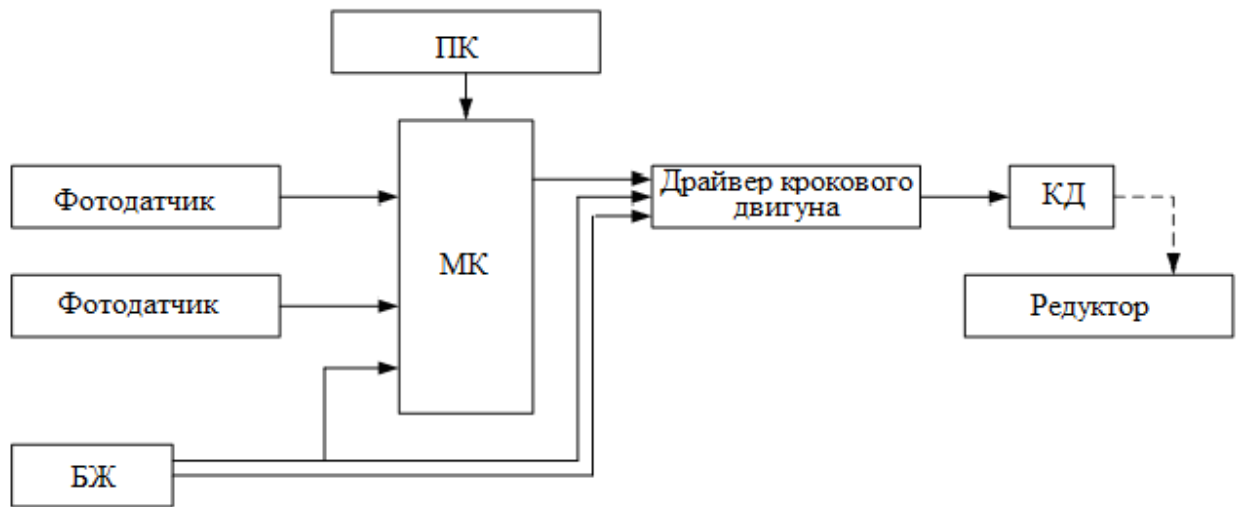 ПК
Фотодатчик
Драйвер крокового
двигуна
КД
МК
Фотодатчик
Редуктор
БЖ